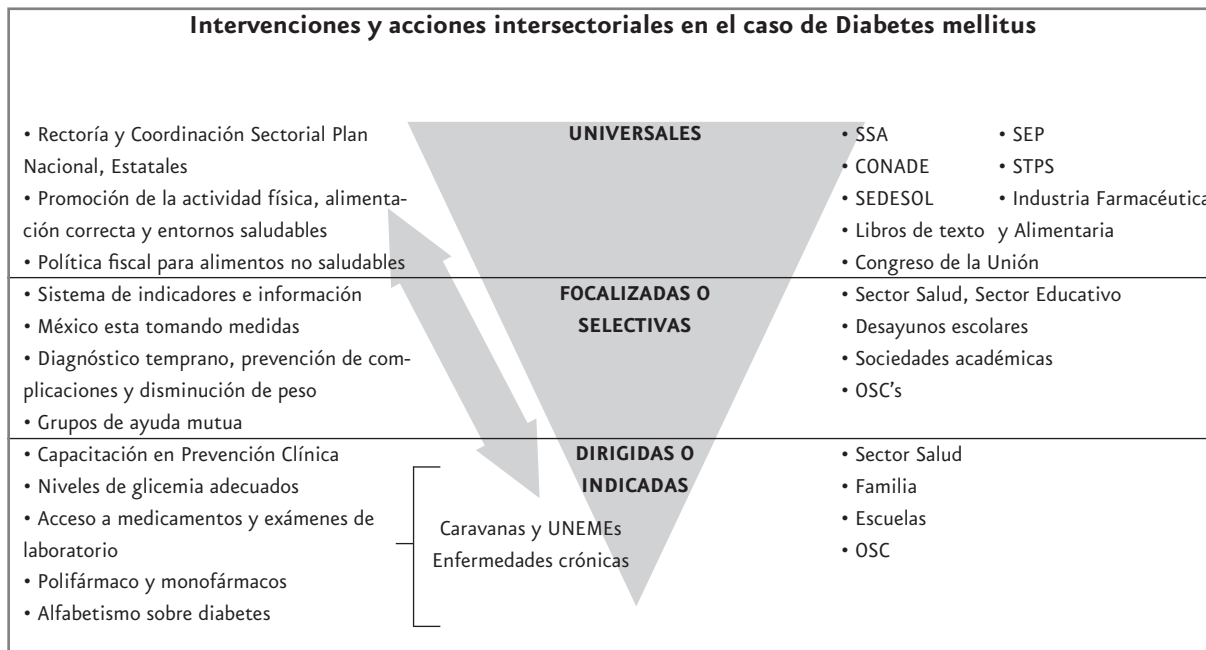 Intervenciones y acciones intersectoriales en el caso de Diabetes mellitus
• Rectoría y Coordinación Sectorial Plan
Nacional, Estatales
• Promoción de la actividad física, alimenta-
ción correcta y entornos saludables
• Política fiscal para alimentos no saludables
UNIVERSALES
• SSA • SEP
• CONADE • STPS
• SEDESOL • Industria Farmacéutica
• Libros de texto y Alimentaria
• Congreso de la Unión
• Sistema de indicadores e información
• México esta tomando medidas
• Diagnóstico temprano, prevención de com-
plicaciones y disminución de peso
• Grupos de ayuda mutua
FOCALIZADAS O
SELECTIVAS
• Sector Salud, Sector Educativo
• Desayunos escolares
• Sociedades académicas
• OSC's
• Capacitación en Prevención Clínica
• Niveles de glicemia adecuados
• Acceso a medicamentos y exámenes de
laboratorio
• Polifármaco y monofármacos
• Alfabetismo sobre diabetes
Caravanas y UNEMEs
Enfermedades crónicas
DIRIGIDAS O
INDICADAS
• Sector Salud
• Familia
• Escuelas
• OSC